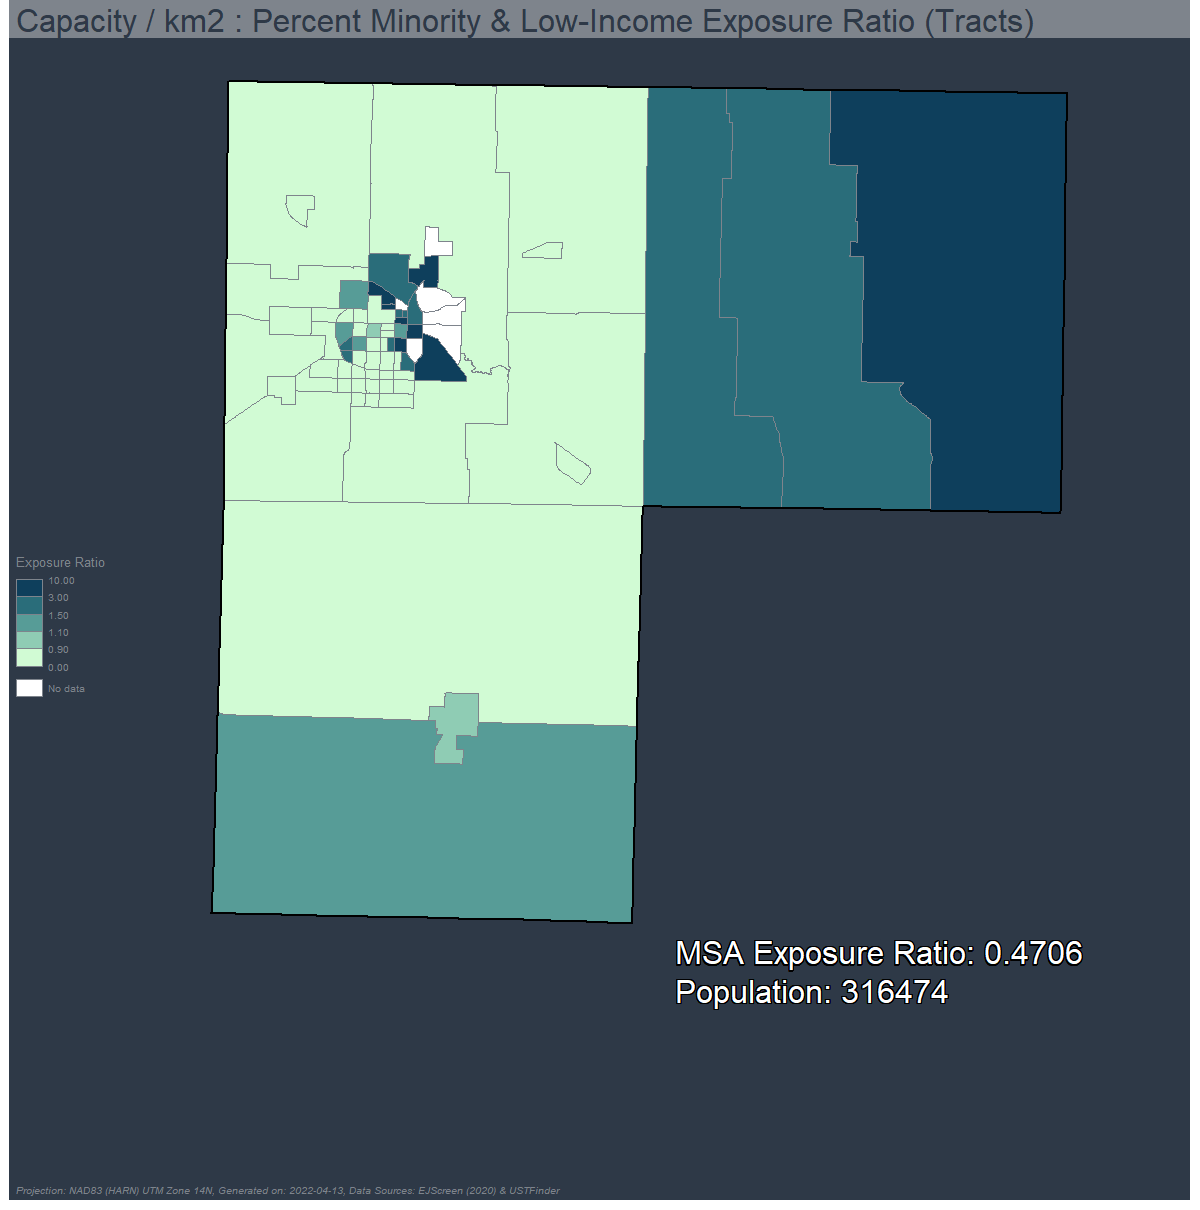 Capacity / km2 : Percent Minority & Low-Income Exposure Ratio (Tracts)
Exposure Ratio
10.00
3.00
1.50
1.10
0.90
0.00
No data
MSA Exposure Ratio: 0.4706
Population: 316474
Projection: NAD83 (HARN) UTM Zone 14N, Generated on: 2022-04-13, Data Sources: EJScreen (2020) & USTFinder